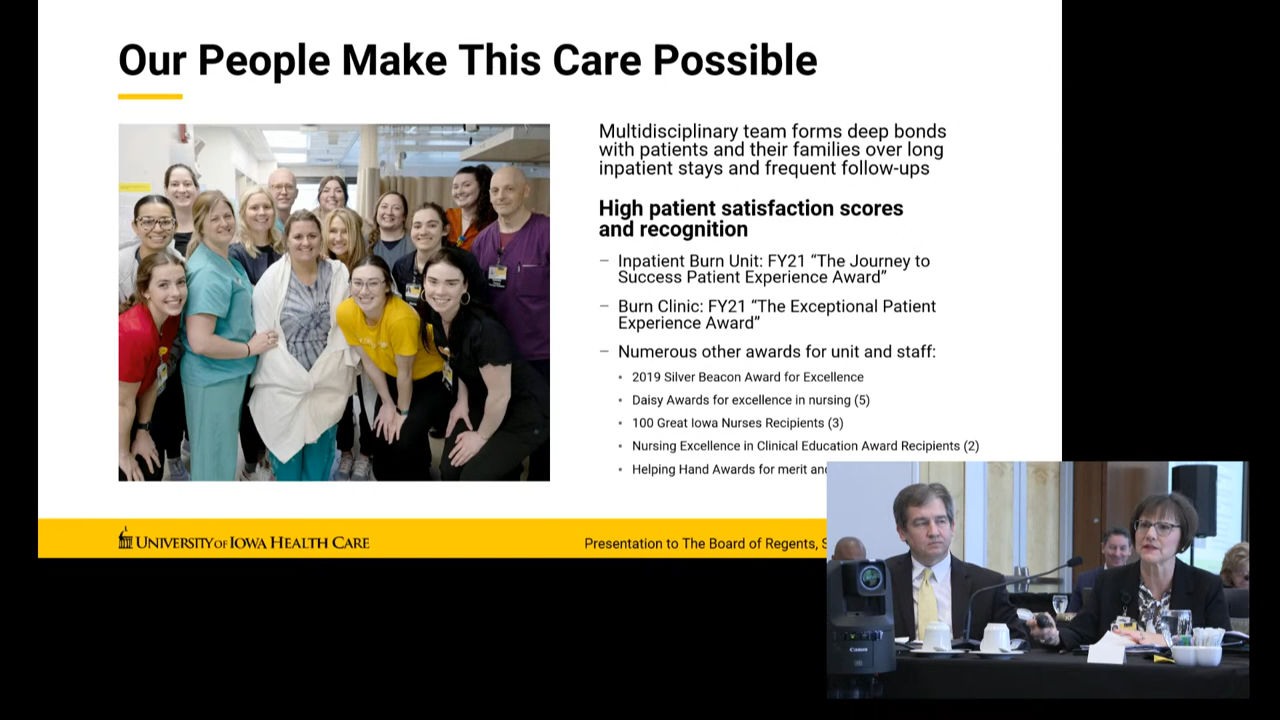 Our People Make This Care Possible
Multidisciplinary team forms deep bonds
with patients and their families over long
inpatient stays and frequent follow-ups
High patient satisfaction scores
and recognition
– Inpatient Burn Unit: FY21 “The Journey to
Success Patient Experience Award”
– Burn Clinic: FY21 “The Exceptional Patient
Experience Award”
– Numerous other awards for unit and staff:
• 2019 Silver Beacon Award for Excellence
• Daisy Awards for excellence in nursing (5)
• 100 Great Iowa Nurses Recipients (3)
• Nursing Excellence in Clinical Education Award Recipients (2)
• Helping Hand Awards for merit and
UNIVERSITY OF IOWA HEALTH CARE
Presentation to The Board of Regents, S
Canon